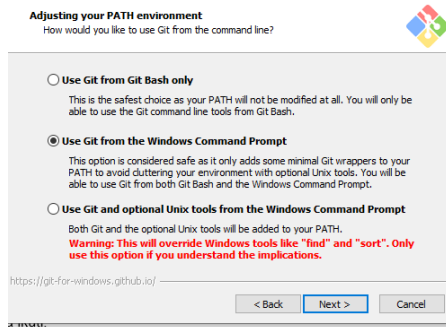 Adjusting your PATH environment
How would you like to use Git from the command line?
Use Git from Git Bash only
This is the safest choice as your PATH will not be modified at all. You will only be
able to use the Git command line tools from Git Bash.
Use Git from the Windows Command Prompt
This option is considered safe as it only adds some minimal Git wrappers to your
PATH to avoid cluttering your environment with optional Unix tools. You will be
able to use Git from both Git Bash and the Windows Command Prompt.
Use Git and optional Unix tools from the Windows Command Prompt
Both Git and the optional Unix tools will be added to your PATH.
Warning: This will override Windows tools like "find" and "sort". Only
use this option if you understand the implications.
https://git-for-windows.github.io/
< Back Next > Cancel